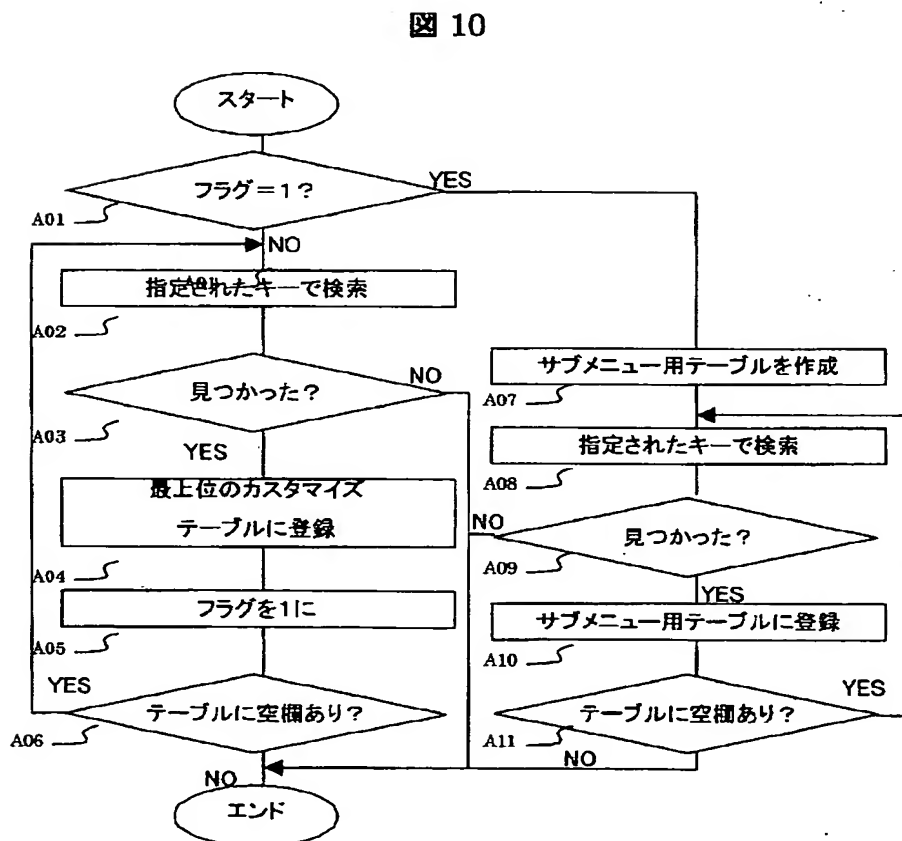 図 10
スタート
フラグ=1?
YES
A01
NO
A01
指定されたキーで検索
A02
見つかった?
NO
A03
YES
最上位のカスタマイズ
テーブルに登録
A04
フラグを1に
A05
YES
テーブルに空欄あり?
A06
NO
エンド
サブメニュー用テーブルを作成
A07
指定されたキーで検索
A08
NO
見つかった?
A09
YES
サブメニュー用テーブルに登録
A10
YES
テーブルに空欄あり?
A11
NO